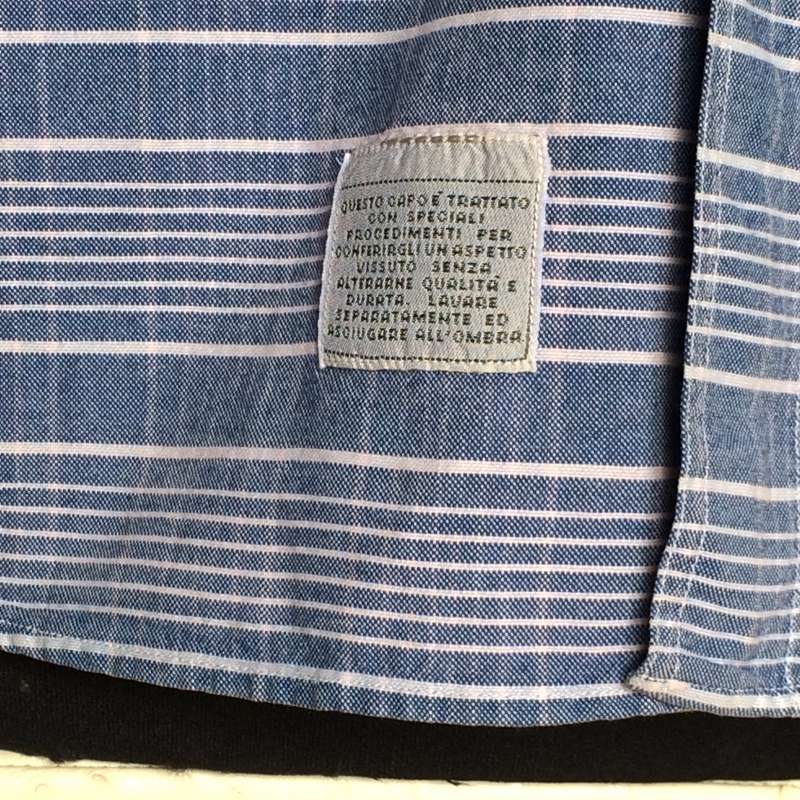 QUESTO CAPO È TRATTATO
CON SPECIALI
PROCEDIMENTI PER
CONFERIRGLI UN ASPETTO
VISSUTO SENZA
ALTERARNE QUALITÀ E
DURATA. LAVARE
SEPARATAMENTE ED
ASCIUGARE ALL'OMBRA